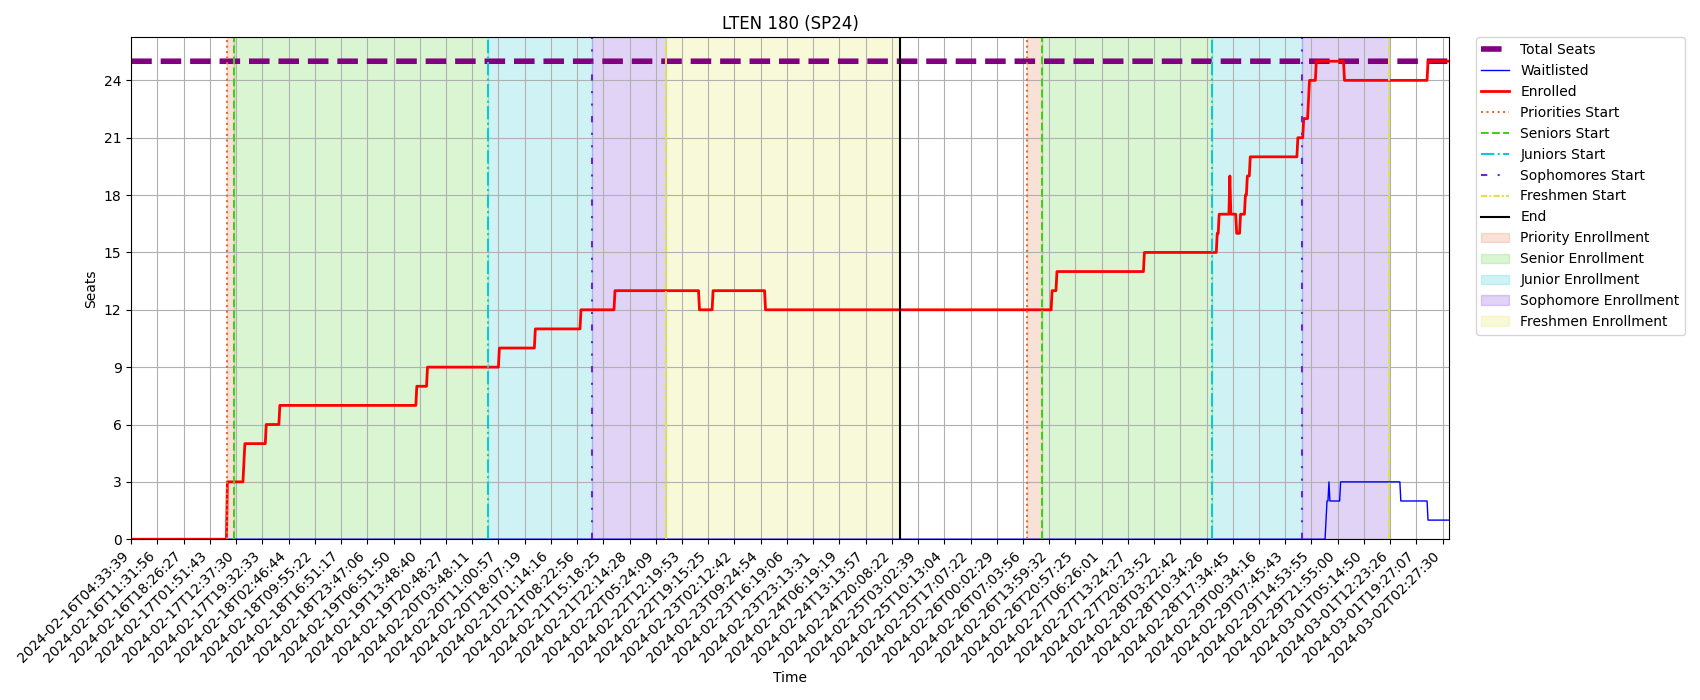 LTEN 180 (SP24)
Total Seats
Waitlisted
Enrolled
Priorities Start
Seniors Start
Juniors Start
Sophomores Start
Freshmen Start
End
Priority Enrollment
Senior Enrollment
Junior Enrollment
Sophomore Enrollment
Freshmen Enrollment
Seats
24
21
18
15
12
9
6
3
0
2024-02-16T04:33:39
2024-02-16T11:31:56
2024-02-16T18:26:27
2024-02-17T01:51:43
2024-02-17T12:37:30
2024-02-17T19:32:33
2024-02-18T02:46:44
2024-02-18T09:55:22
2024-02-18T16:51:17
2024-02-18T23:47:06
2024-02-19T06:51:50
2024-02-19T13:48:40
2024-02-19T20:48:27
2024-02-20T03:48:11
2024-02-20T11:00:57
2024-02-20T18:07:19
2024-02-21T01:14:16
2024-02-21T08:22:56
2024-02-21T15:18:25
2024-02-21T22:14:28
2024-02-22T05:24:09
2024-02-22T12:19:53
2024-02-22T19:15:25
2024-02-23T02:12:42
2024-02-23T09:24:54
2024-02-23T16:19:06
2024-02-23T23:13:31
2024-02-24T06:19:19
2024-02-24T13:13:57
2024-02-24T20:08:22
2024-02-25T03:02:39
2024-02-25T10:13:04
2024-02-25T17:07:22
2024-02-26T00:02:29
2024-02-26T07:03:56
2024-02-26T13:59:32
2024-02-26T20:57:25
2024-02-27T06:26:01
2024-02-27T13:24:27
2024-02-27T20:23:52
2024-02-28T03:22:42
2024-02-28T10:34:26
2024-02-28T17:34:45
2024-02-29T00:34:16
2024-02-29T07:45:43
2024-02-29T14:53:55
2024-02-29T21:55:00
2024-03-01T05:14:50
2024-03-01T12:23:26
2024-03-01T19:27:07
2024-03-02T02:27:30
Time